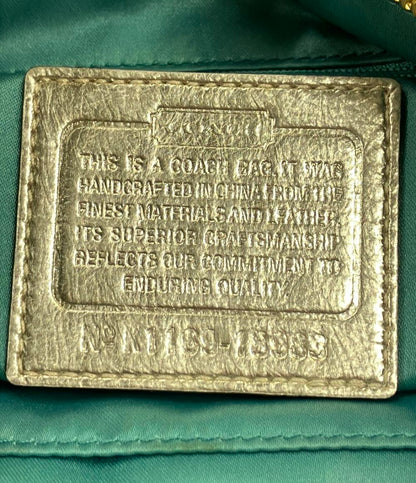 COACH
THIS IS A COACH BAG. IT WAS
HANDCRAFTED IN CHINA FROM THE
FINEST MATERIALS AND LEATHER.
ITS SUPERIOR CRAFTSMANSHIP
REFLECTS OUR COMMITMENT TO
ENDURING QUALITY.
Nº